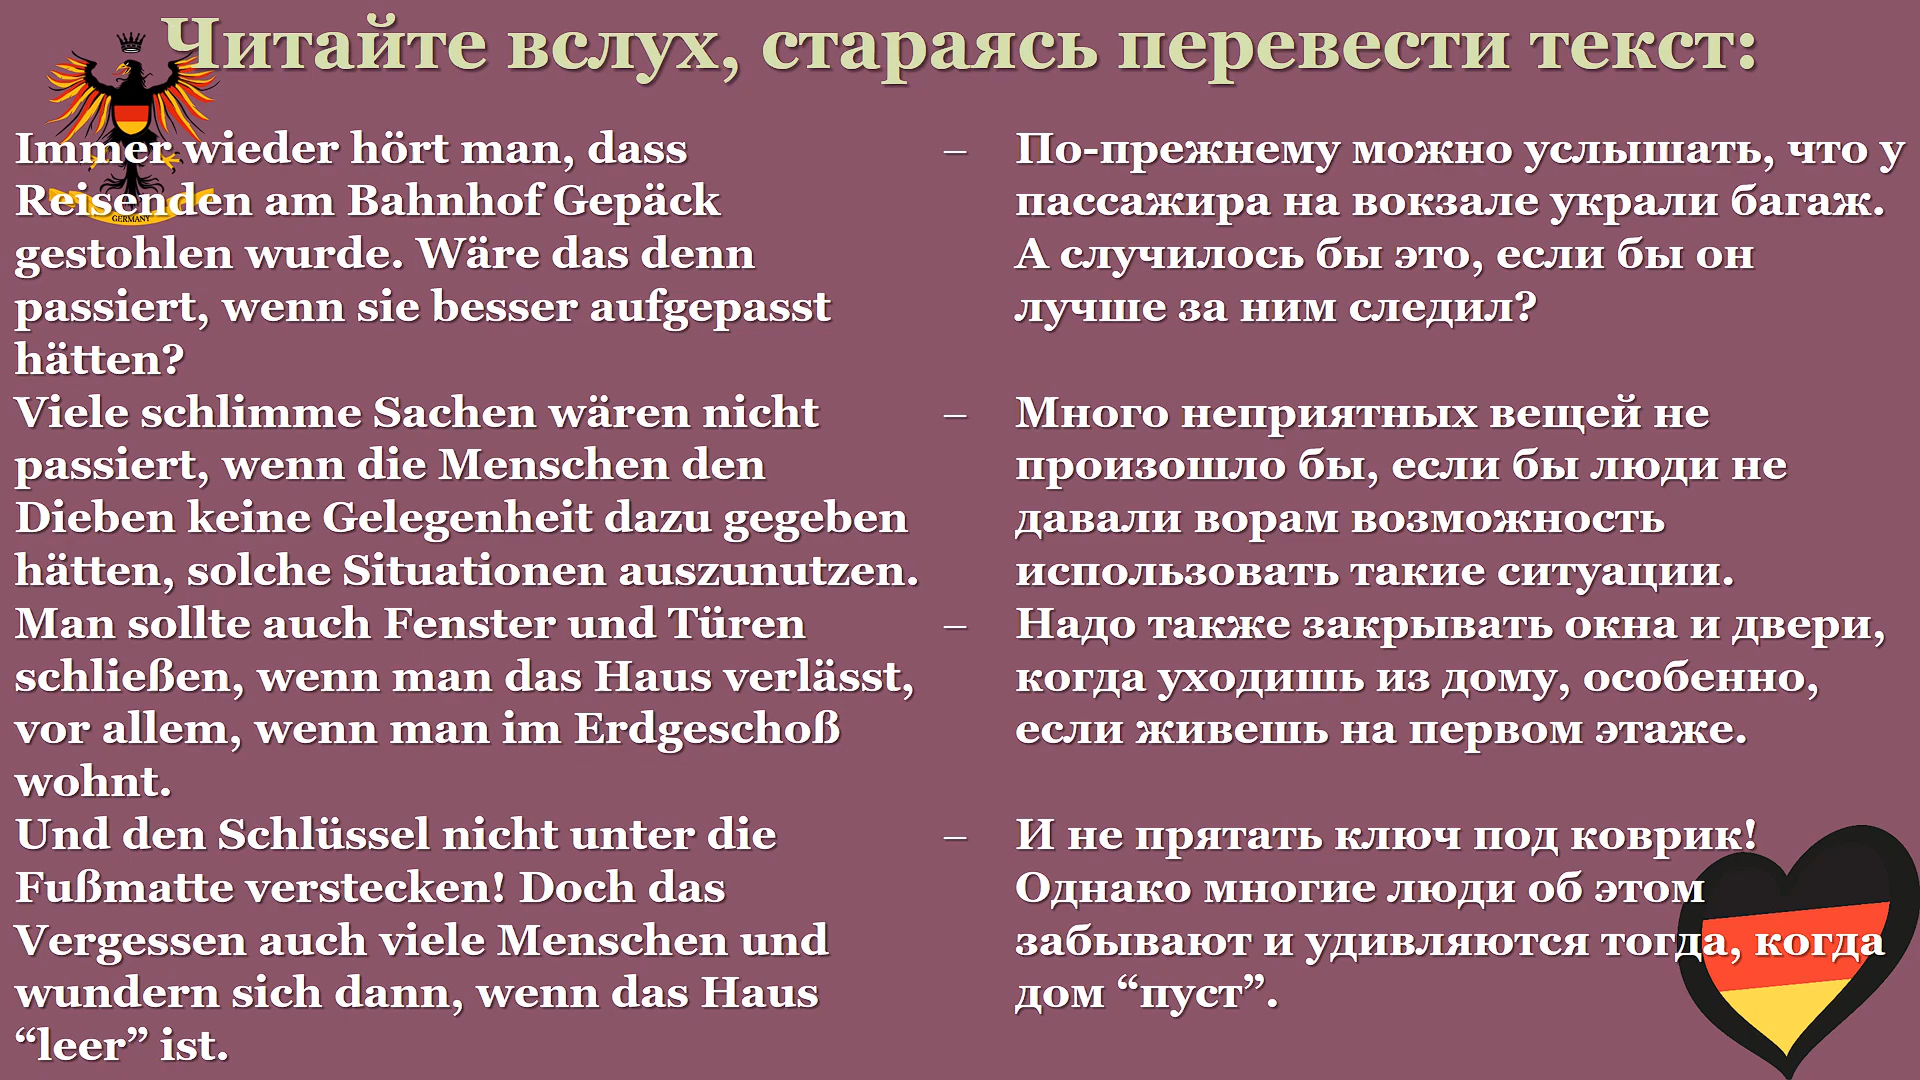 Читайте вслух, стараясь перевести текст:
Immer wieder hört man, dass
Reisenden am Bahnhof Gepäck
gestohlen wurde. Wäre das denn
passiert, wenn sie besser aufgepasst
hätten?
Viele schlimme Sachen wären nicht
passiert, wenn die Menschen den
Dieben keine Gelegenheit dazu gegeben
hätten, solche Situationen auszunutzen.
Man sollte auch Fenster und Türen
schließen, wenn man das Haus verlässt,
vor allem, wenn man im Erdgeschoß
wohnt.
Und den Schlüssel nicht unter die
Fußmatte verstecken! Doch das
Vergessen auch viele Menschen und
wundern sich dann, wenn das Haus
“leer” ist.
– По-прежнему можно услышать, что у
пассажира на вокзале украли багаж.
А случилось бы это, если бы он
лучше за ним следил?
– Много неприятных вещей не
произошло бы, если бы люди не
давали ворам возможность
использовать такие ситуации.
– Надо также закрывать окна и двери,
когда уходишь из дому, особенно,
если живешь на первом этаже.
– И не прятать ключ под коврик!
Однако многие люди об этом
забывают и удивляются тогда, когда
дом “пуст”.
GERMANY